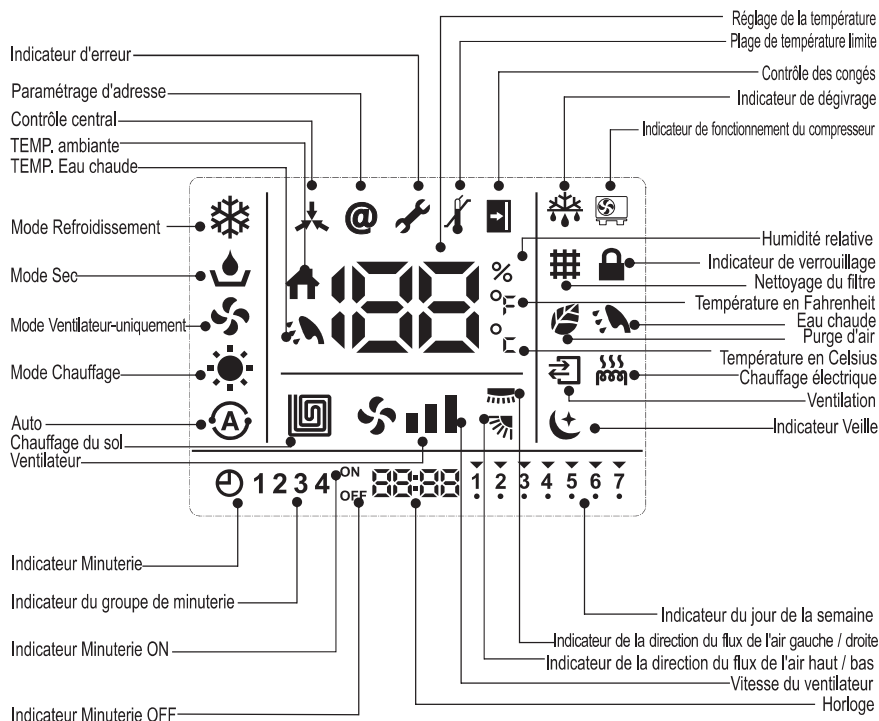 Réglage de la température
Plage de température limite
Indicateur d'erreur
Contrôle des congés
Paramétrage d'adresse
Indicateur de dégivrage
Contrôle central
Indicateur de fonctionnement du compresseur
TEMP. ambiante
TEMP. Eau chaude
@
Mode Refroidissement
Humidité relative
%
Indicateur de verrouillage
Mode Sec
Nettoyage du filtre
188
°F
Température en Fahrenheit
Eau chaude
Mode Ventilateur-uniquement
Purge d'air
°C
Température en Celsius
Mode Chauffage
Chauffage électrique
Ventilation
Auto
A
Indicateur Veille
Chauffage du sol
Ventilateur
1 2 3 4 ON OFF 88:88 1 2 3 4 5 6 7
Indicateur Minuterie
Indicateur du groupe de minuterie
Indicateur du jour de la semaine
Indicateur Minuterie ON
Indicateur de la direction du flux de l'air gauche / droite
Indicateur de la direction du flux de l'air haut / bas
Vitesse du ventilateur
Horloge
Indicateur Minuterie OFF